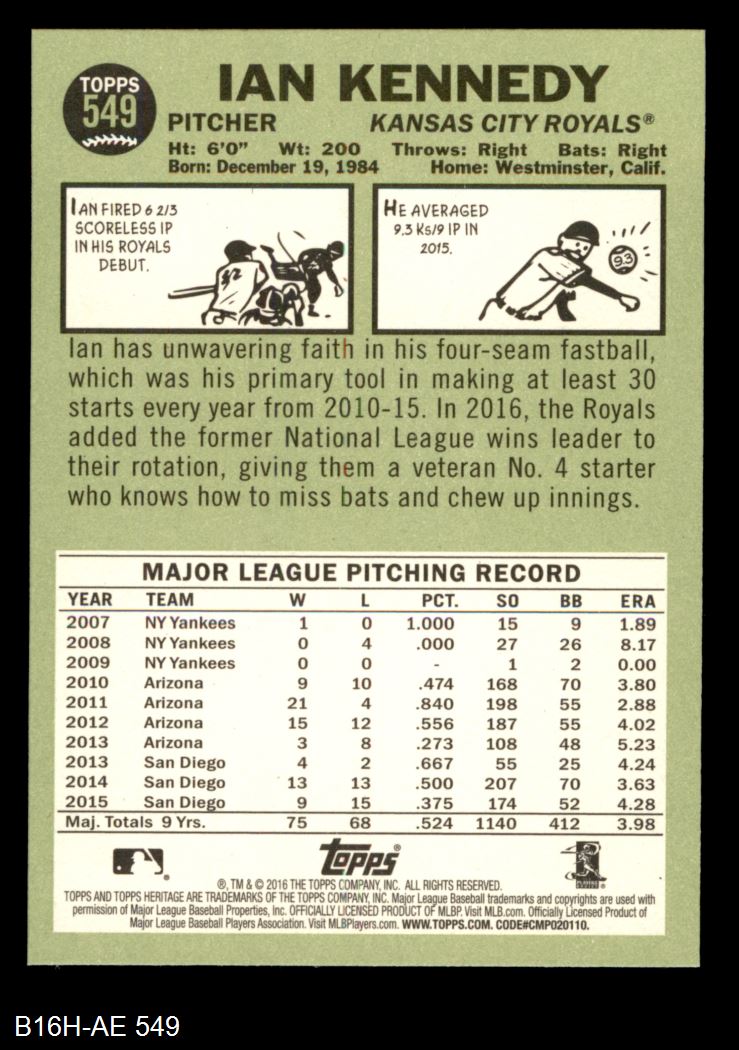 TOPPS
549
IAN KENNEDY
PITCHER KANSAS CITY ROYALS®
Ht: 6'0" Wt: 200 Throws: Right Bats: Right
Born: December 19, 1984 Home: Westminster, Calif.
IAN FIRED 6 2/3
SCORELESS IP
IN HIS ROYALS
DEBUT.
HE AVERAGED
9.3 Ks/9 IP IN
2015.
9.3
Ian has unwavering faith in his four-seam fastball,
which was his primary tool in making at least 30
starts every year from 2010-15. In 2016, the Royals
added the former National League wins leader to
their rotation, giving them a veteran No. 4 starter
who knows how to miss bats and chew up innings.
MAJOR LEAGUE PITCHING RECORD
YEAR TEAM W L PCT. SO BB ERA
2007 NY Yankees 1 0 1.000 15 9 1.89
2008 NY Yankees 0 4 .000 27 26 8.17
2009 NY Yankees 0 0 - 1 2 0.00
2010 Arizona 9 10 .474 168 70 3.80
2011 Arizona 21 4 .840 198 55 2.88
2012 Arizona 15 12 .556 187 55 4.02
2013 Arizona 3 8 .273 108 48 5.23
2013 San Diego 4 2 .667 55 25 4.24
2014 San Diego 13 13 .500 207 70 3.63
2015 San Diego 9 15 .375 174 52 4.28
Maj. Totals 9 Yrs. 75 68 .524 1140 412 3.98
Topps®
®, TM & © 2016 THE TOPPS COMPANY, INC. ALL RIGHTS RESERVED.
TOPPS AND TOPPS HERITAGE ARE TRADEMARKS OF THE TOPPS COMPANY, INC. Major League Baseball trademarks and copyrights are used with
permission of Major League Baseball Properties, Inc. OFFICIALLY LICENSED PRODUCT OF MLBP. Visit MLB.com. Officially Licensed Product of
Major League Baseball Players Association. Visit MLBPlayers.com. WWW.TOPPS.COM. CODE#CMP020110.
B16H-AE 549